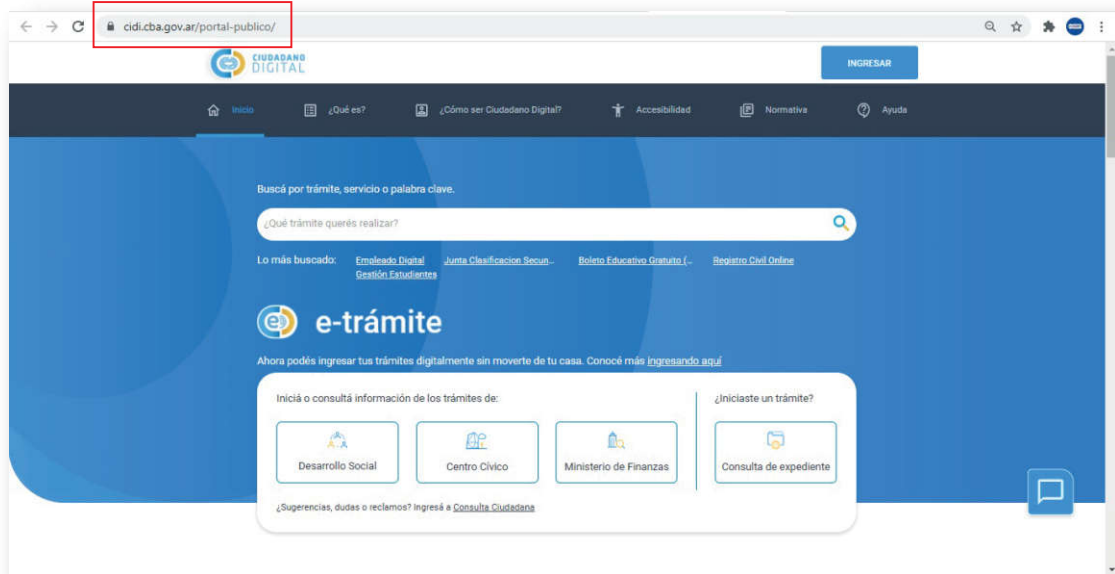 cidi.cba.gov.ar/portal-publico/
CIUDADANO
DIGITAL
INGRESAR
Inicio ¿Qué es? ¿Cómo ser Ciudadano Digital? Accesibilidad Normativa Ayuda
Buscá por trámite, servicio o palabra clave.
¿Qué trámite querés realizar?
Lo más buscado: Empleado Digital Junta Clasificacion Secun... Boleto Educativo Gratuito (... Registro Civil Online
Gestión Estudiantes
e-trámite
Ahora podés ingresar tus trámites digitalmente sin moverte de tu casa. Conocé más ingresando aquí
Iniciá o consultá información de los trámites de: ¿Iniciaste un trámite?
Desarrollo Social Centro Cívico Ministerio de Finanzas Consulta de expediente
¿Sugerencias, dudas o reclamos? Ingresá a Consulta Ciudadana